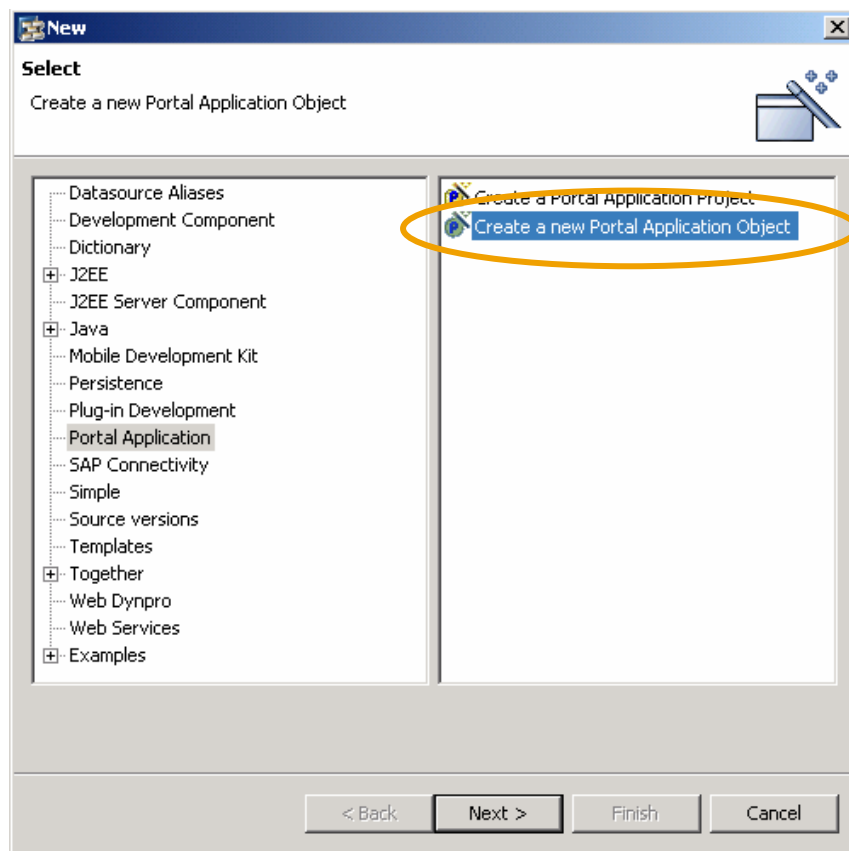 New
Select
Create a new Portal Application Object
Datasource Aliases
Development Component
Dictionary
J2EE
J2EE Server Component
Java
Mobile Development Kit
Persistence
Plug-in Development
Portal Application
SAP Connectivity
Simple
Source versions
Templates
Together
Web Dynpro
Web Services
Examples
Create a Portal Application Project
Create a new Portal Application Object
< Back
Next >
Finish
Cancel